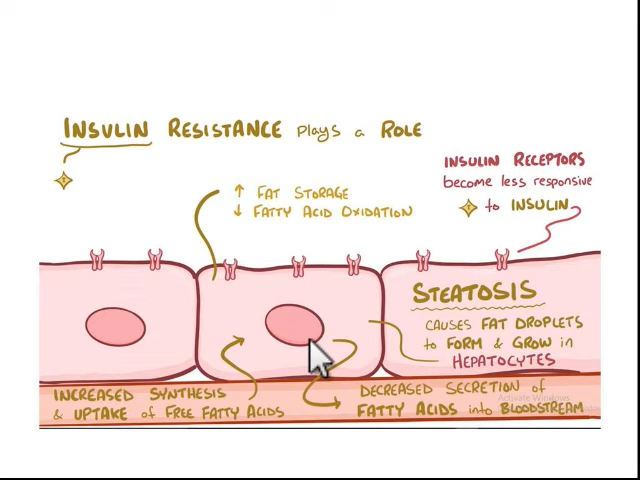 INSULIN RESISTANCE plays a ROLE
INSULIN RECEPTORS
become less responsive
to INSULIN
↑ FAT STORAGE
↓ FATTY ACID OXIDATION
STEATOSIS
CAUSES FAT DROPLETS
to FORM & GROW in
HEPATOCYTES
INCREASED SYNTHESIS
& UPTAKE of FREE FATTY ACIDS
DECREASED SECRETION of
FATTY ACIDS into BLOODSTREAM
Activate Windows